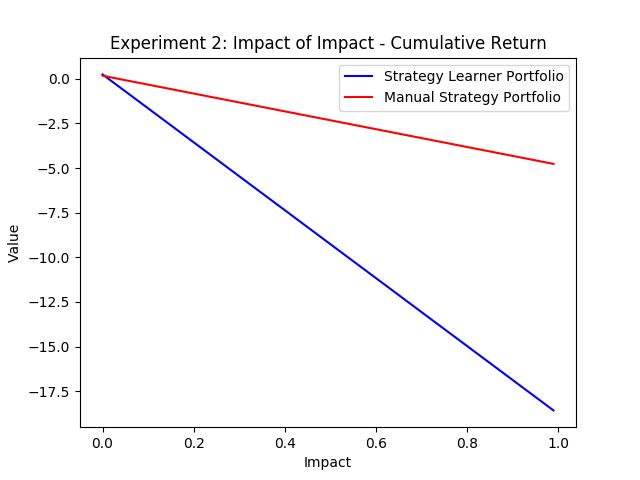 Experiment 2: Impact of Impact - Cumulative Return
Strategy Learner Portfolio
Manual Strategy Portfolio
Value
0.0
−2.5
−5.0
−7.5
−10.0
−12.5
−15.0
−17.5
0.0 0.2 0.4 0.6 0.8 1.0
Impact